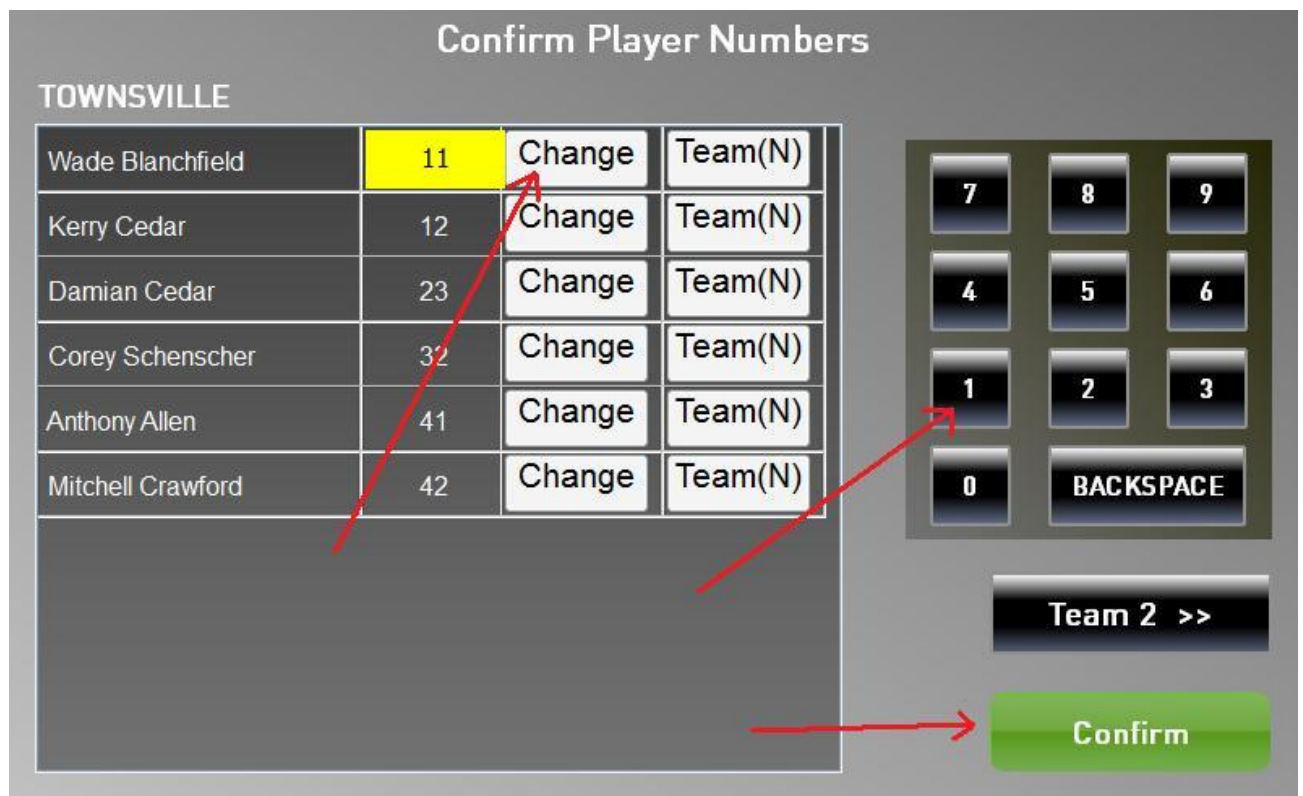 Confirm Player Numbers
TOWNSVILLE
Wade Blanchfield 11 Change Team(N)
Kerry Cedar 12 Change Team(N)
Damian Cedar 23 Change Team(N)
Corey Schenscher 32 Change Team(N)
Anthony Allen 41 Change Team(N)
Mitchell Crawford 42 Change Team(N)
7 8 9
4 5 6
1 2 3
0 BACKSPACE
Team 2 >>
Confirm